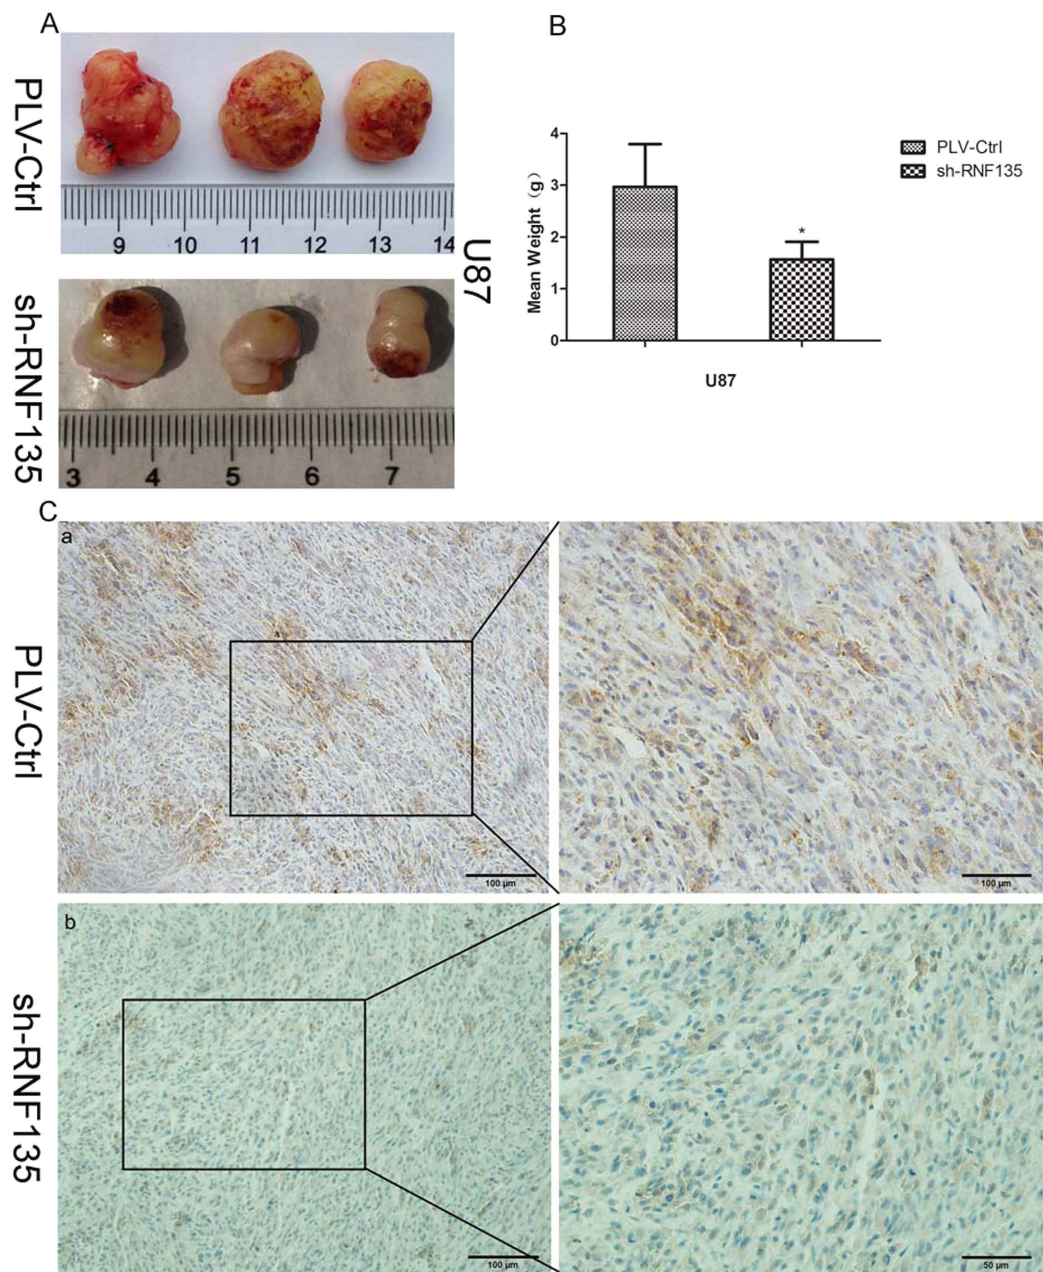 A
PLV-Ctrl
9 10 11 12 13 14
sh-RNF135
3 4 5 6 7
U87
B
Mean Weight（g）
4
3
2
1
0
*
U87
PLV-Ctrl
sh-RNF135
C
PLV-Ctrl
a
100 μm
100 μm
sh-RNF135
b
100 μm
50 μm